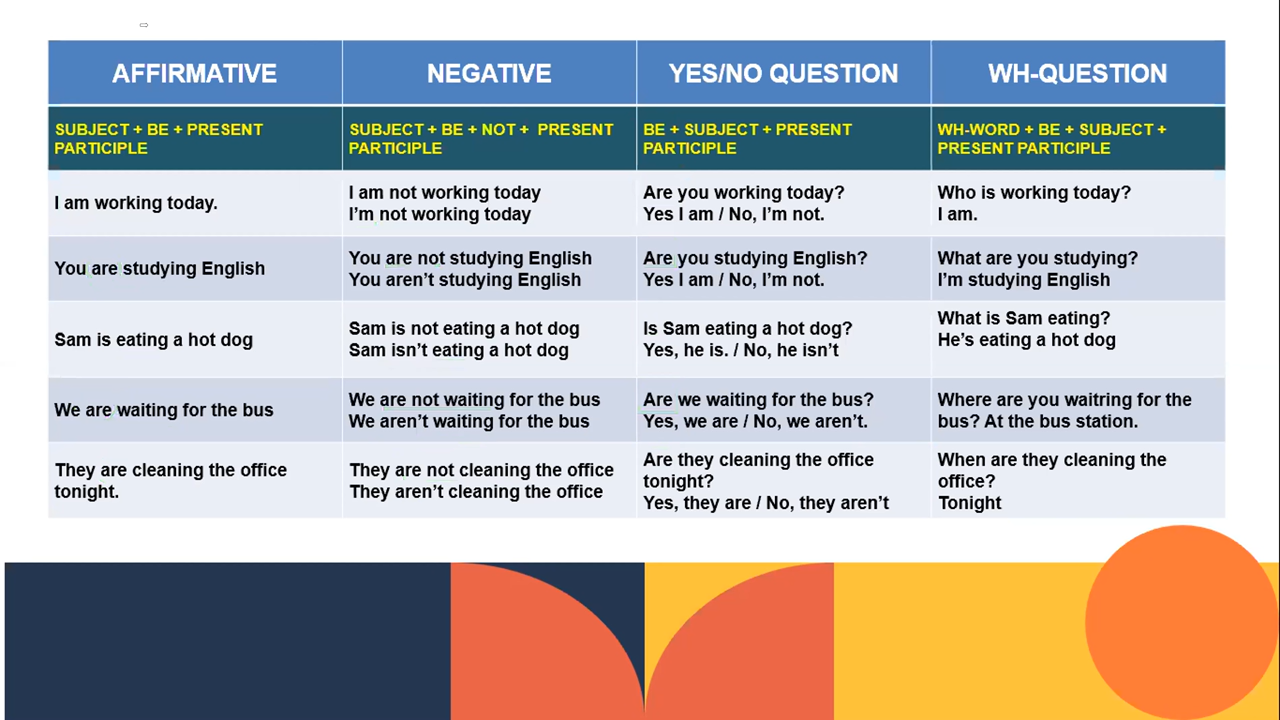 AFFIRMATIVE
NEGATIVE
YES/NO QUESTION
WH-QUESTION
SUBJECT + BE + PRESENT
PARTICIPLE
SUBJECT + BE + NOT + PRESENT
PARTICIPLE
BE + SUBJECT + PRESENT
PARTICIPLE
WH-WORD + BE + SUBJECT +
PRESENT PARTICIPLE
I am working today.
I am not working today
I'm not working today
Are you working today?
Yes I am / No, I'm not.
Who is working today?
I am.
You are studying English
You are not studying English
You aren't studying English
Are you studying English?
Yes I am / No, I'm not.
What are you studying?
I'm studying English
Sam is eating a hot dog
Sam is not eating a hot dog
Sam isn't eating a hot dog
Is Sam eating a hot dog?
Yes, he is. / No, he isn't
What is Sam eating?
He's eating a hot dog
We are waiting for the bus
We are not waiting for the bus
We aren't waiting for the bus
Are we waiting for the bus?
Yes, we are / No, we aren't.
Where are you waitring for the
bus? At the bus station.
They are cleaning the office
tonight.
They are not cleaning the office
They aren't cleaning the office
Are they cleaning the office
tonight?
Yes, they are / No, they aren't
When are they cleaning the
office?
Tonight